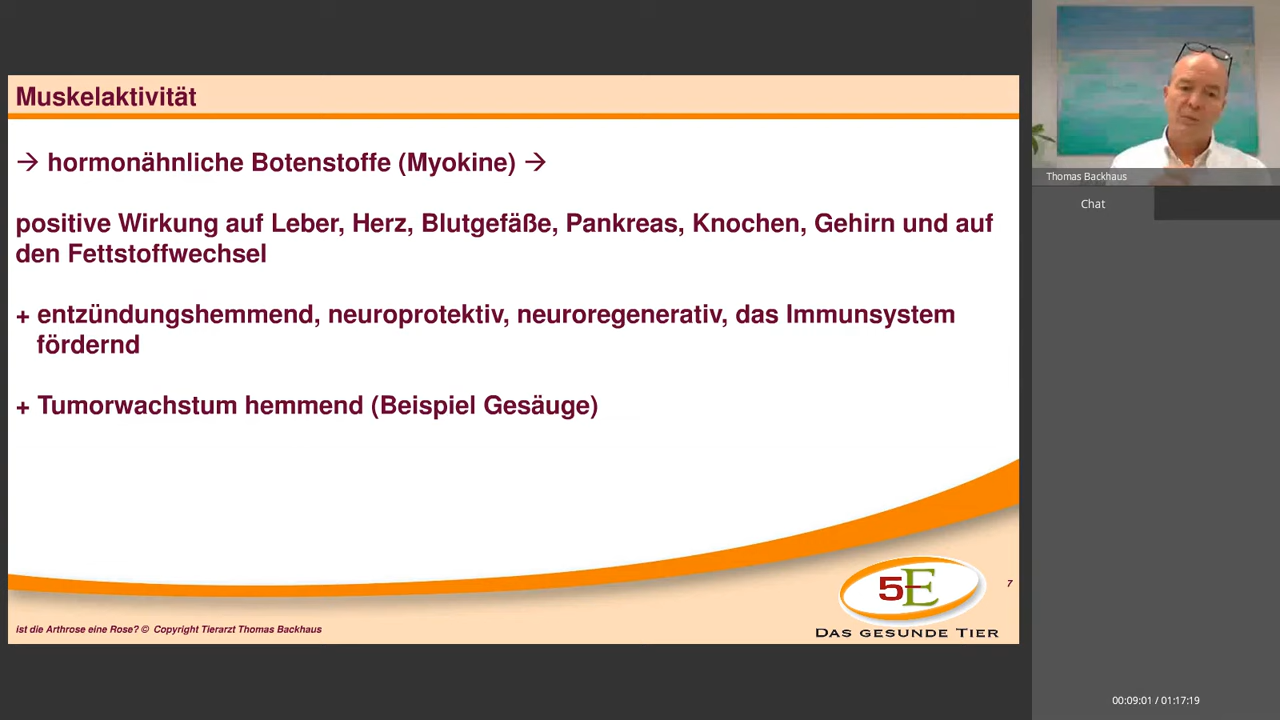 Muskelaktivität
→ hormonähnliche Botenstoffe (Myokine) →
positive Wirkung auf Leber, Herz, Blutgefäße, Pankreas, Knochen, Gehirn und auf
den Fettstoffwechsel
+ entzündungshemmend, neuroprotektiv, neuroregenerativ, das Immunsystem
fördernd
+ Tumorwachstum hemmend (Beispiel Gesäuge)
5E
7
DAS GESUNDE TIER
ist die Arthrose eine Rose? © Copyright Tierarzt Thomas Backhaus
Thomas Backhaus
Chat
00:09:01 / 01:17:19